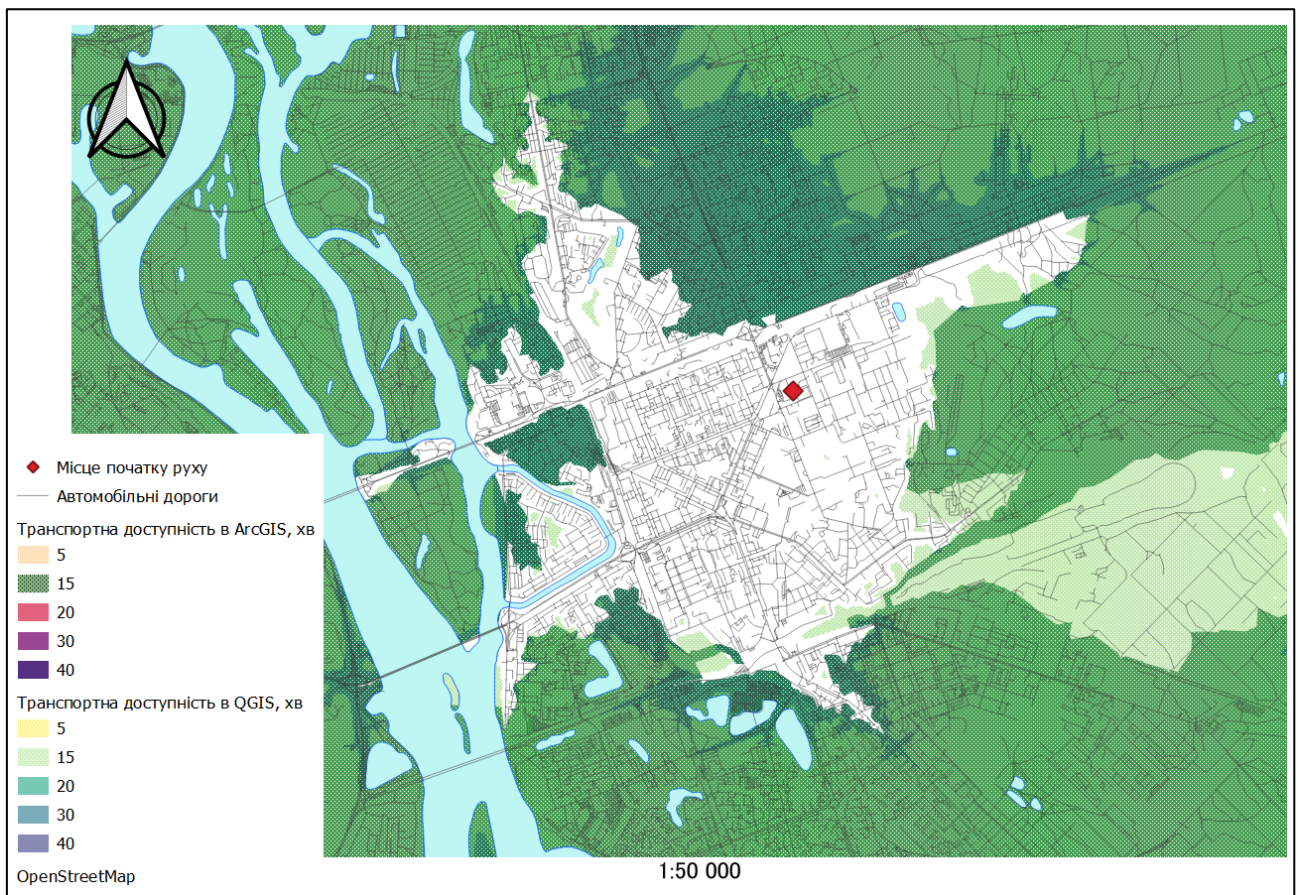 Місце початку руху
Автомобільні дороги
Транспортна доступність в ArcGIS, хв
5
15
20
30
40
Транспортна доступність в QGIS, хв
5
15
20
30
40
OpenStreetMap
1:50 000